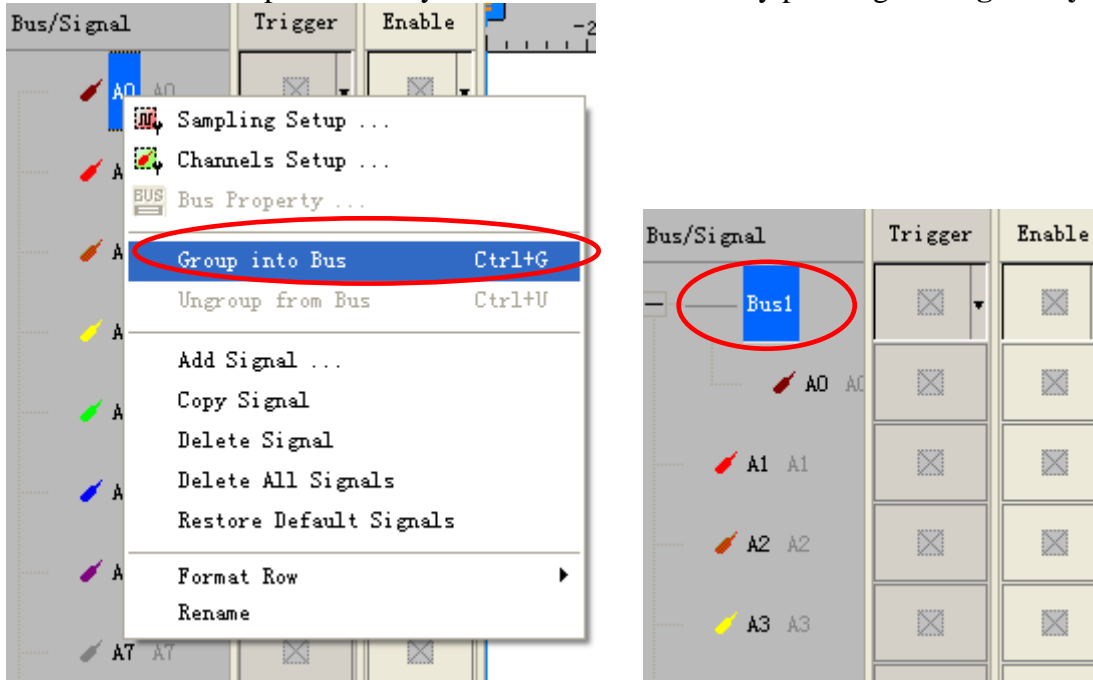 Bus/Signal Trigger Enable
A0 A0
Sampling Setup ...
Channels Setup ...
BUS Bus Property ...
Group into Bus Ctrl+G
Ungroup from Bus Ctrl+U
Add Signal ...
Copy Signal
Delete Signal
Delete All Signals
Restore Default Signals
Format Row
Rename
A
A
A
A
A
A
A7 A7
Bus/Signal Trigger Enable
Bus1
A0
A1 A1
A2 A2
A3 A3